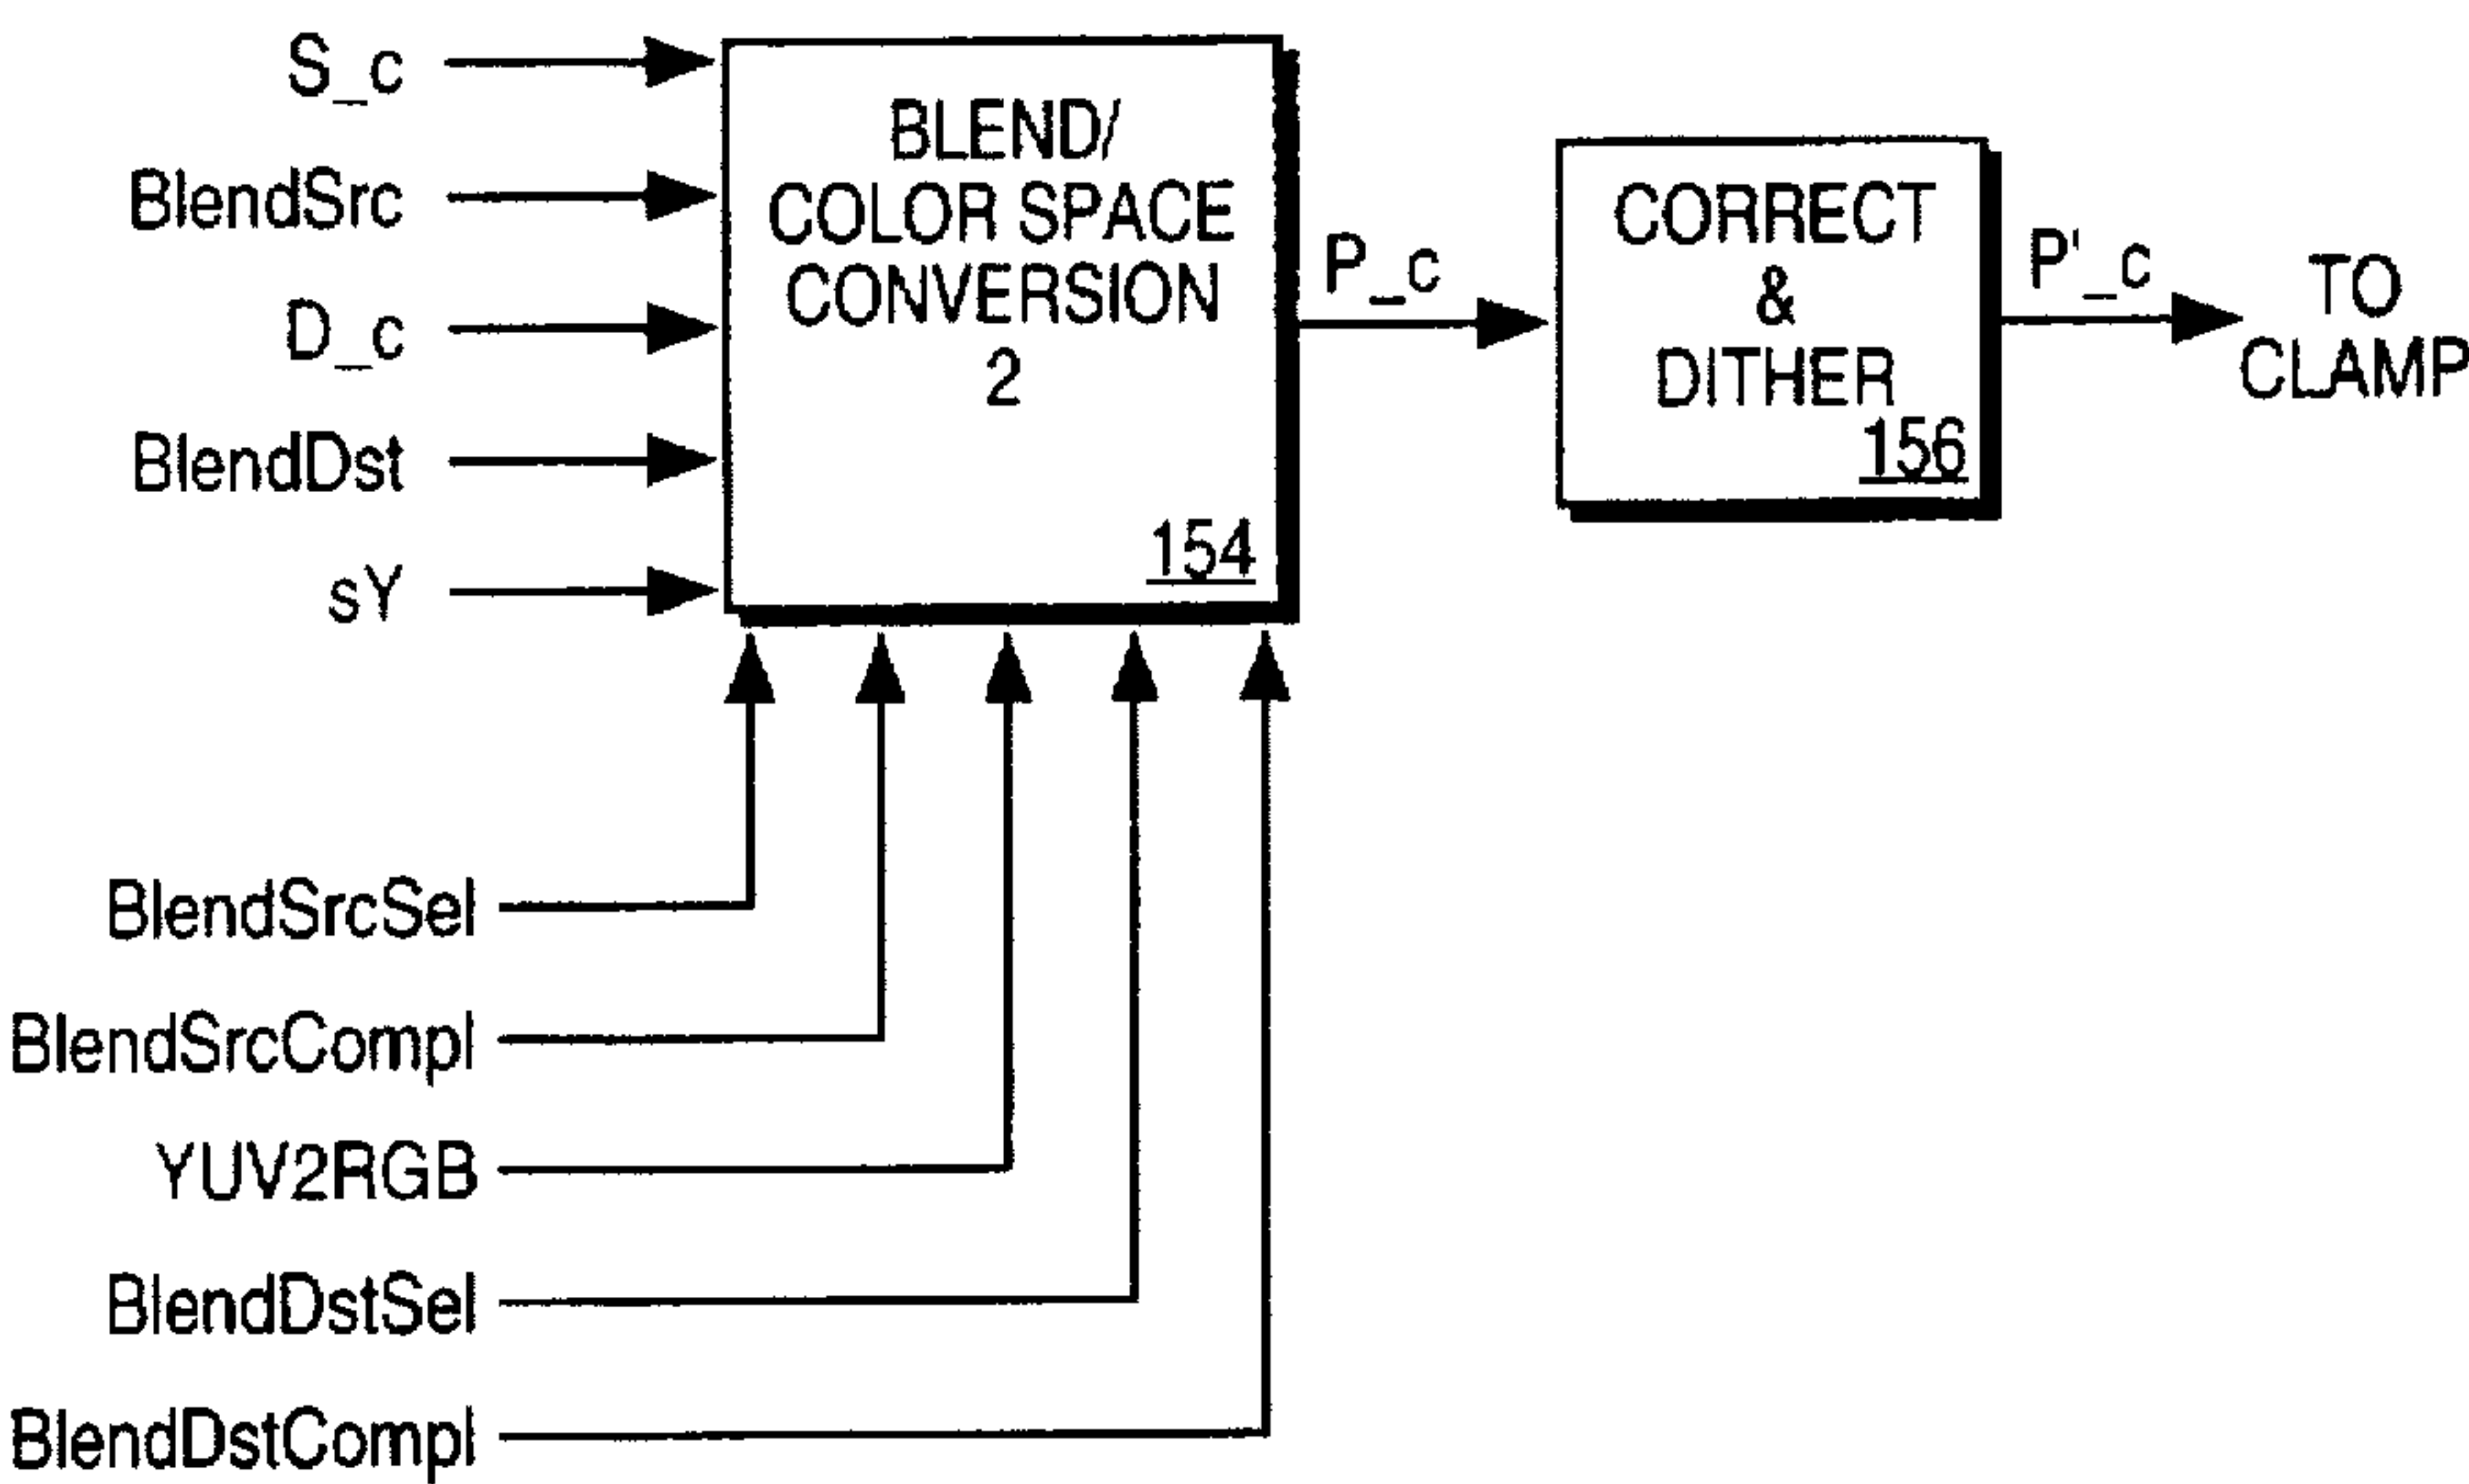 S_c
BlendSrc
D_c
BlendDst
sY
BLEND/
COLOR SPACE
CONVERSION
2
154
P_c
CORRECT
&
DITHER
156
P'_c
TO
CLAMP
BlendSrcSel
BlendSrcCompl
YUV2RGB
BlendDstSel
BlendDstCompl